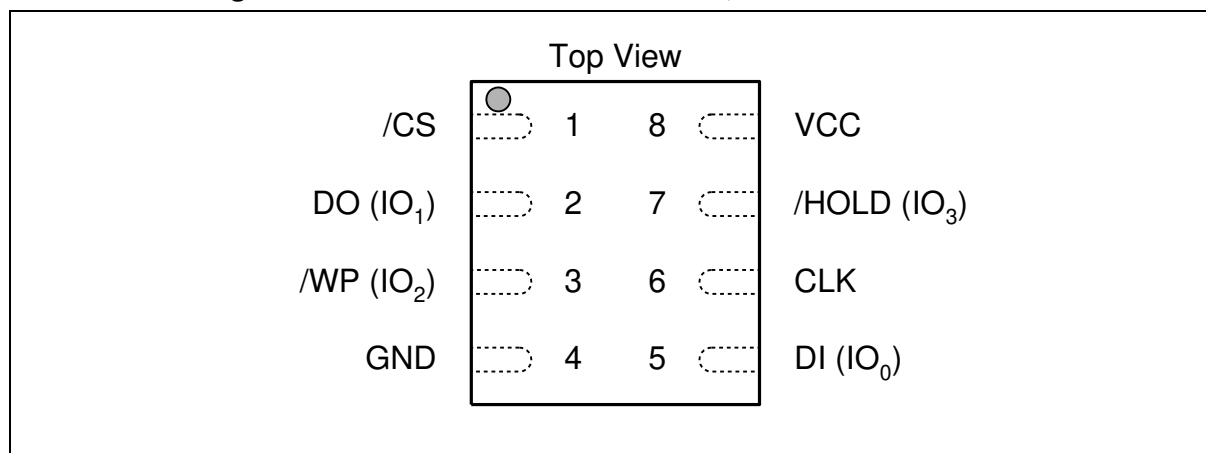 Top View
/CS 1 8 VCC
DO (IO₁) 2 7 /HOLD (IO₃)
/WP (IO₂) 3 6 CLK
GND 4 5 DI (IO₀)